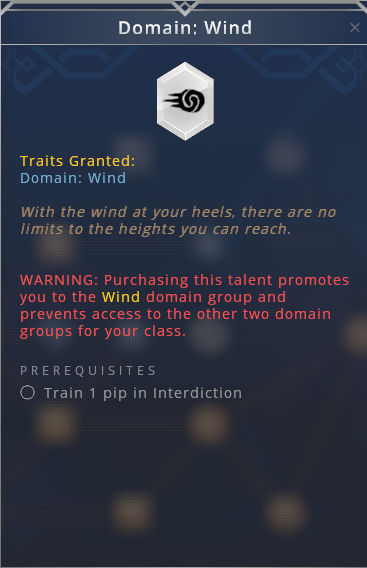 Domain: Wind
Traits Granted:
Domain: Wind
With the wind at your heels, there are no
limits to the heights you can reach.
WARNING: Purchasing this talent promotes
you to the Wind domain group and
prevents access to the other two domain
groups for your class.
PREREQUISITES
Train 1 pip in Interdiction